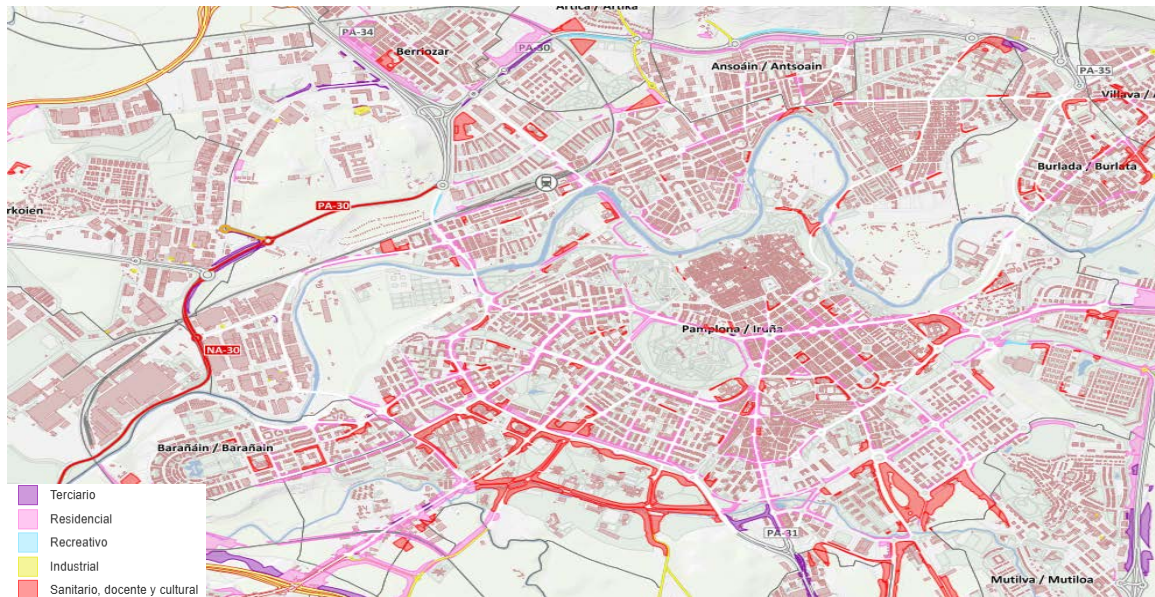 Artica / Artika
PA-34
Berriozar
PA-30
Ansoáin / Antsoain
PA-35
Villava / A
Burlada / Burlata
PA-30
rkoien
Pamplona / Iruña
NA-30
Barañáin / Barañain
Terciario
Residencial
Recreativo
PA-31
Industrial
Mutilva / Mutiloa
Sanitario, docente y cultural